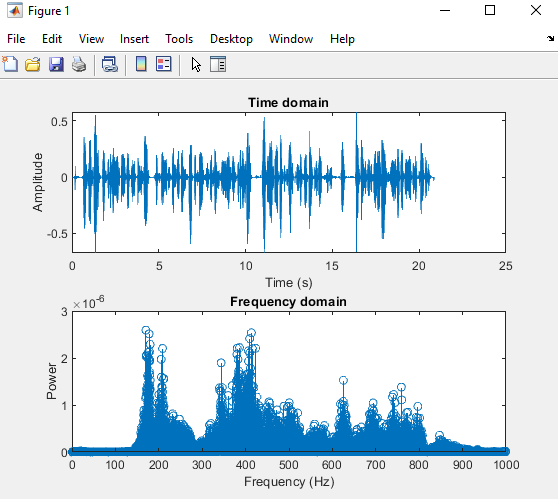 Figure 1
File Edit View Insert Tools Desktop Window Help
Time domain
0.5
0
-0.5
Amplitude
0 5 10 15 20 25
Time (s)
×10-6
Frequency domain
3
2
1
0
Power
0 100 200 300 400 500 600 700 800 900 1000
Frequency (Hz)